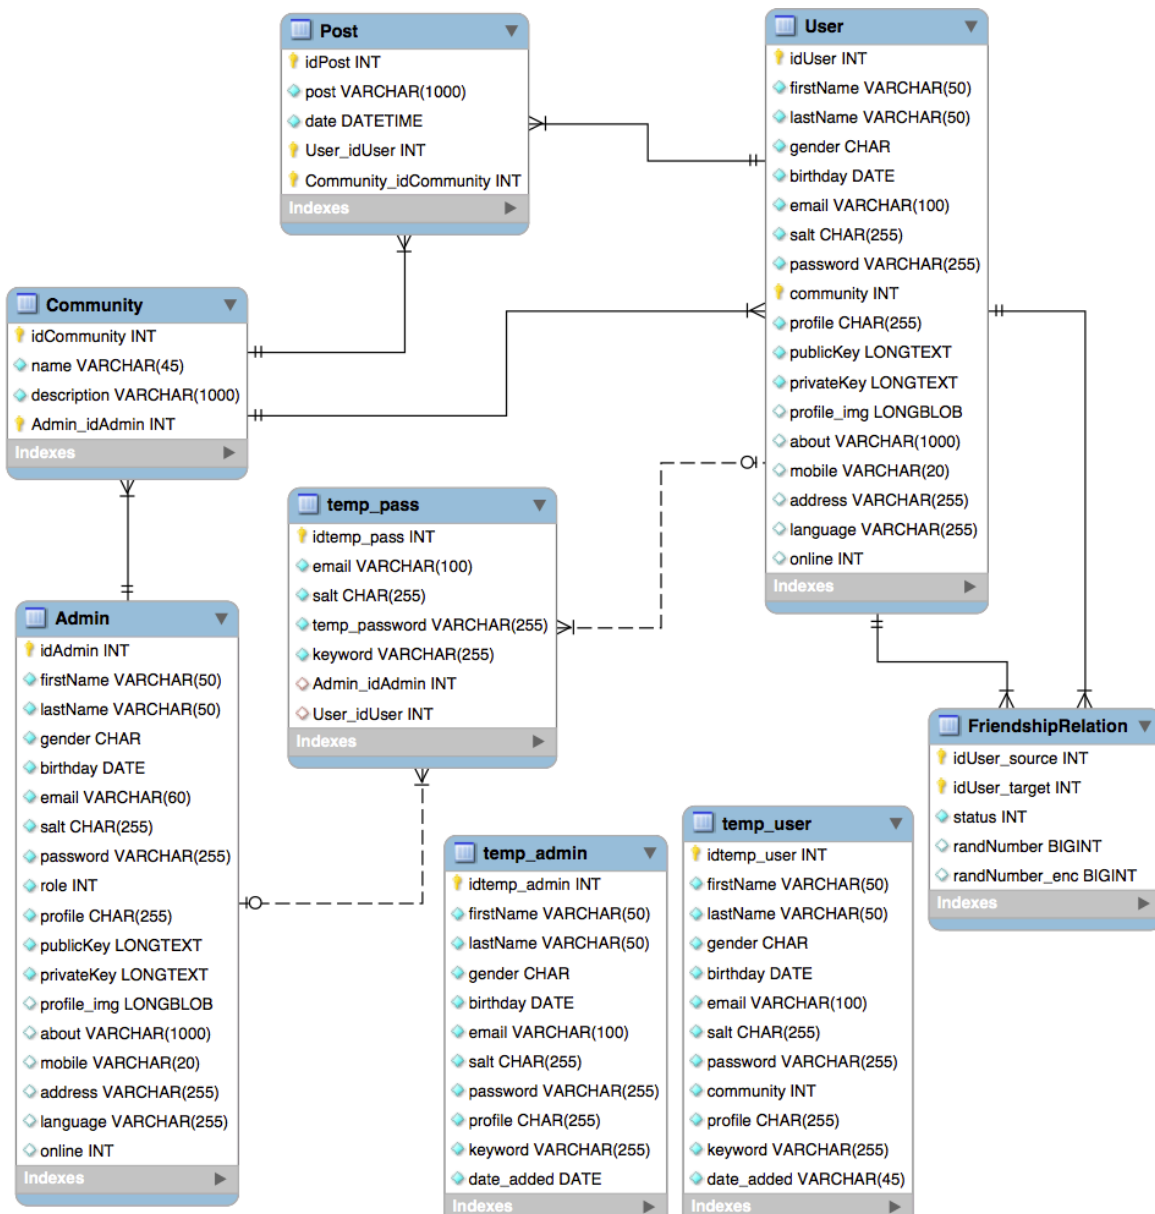 Post
idPost INT
post VARCHAR(1000)
date DATETIME
User_idUser INT
Community_idCommunity INT
Indexes
User
idUser INT
firstName VARCHAR(50)
lastName VARCHAR(50)
gender CHAR
birthday DATE
email VARCHAR(100)
salt CHAR(255)
password VARCHAR(255)
community INT
profile CHAR(255)
publicKey LONGTEXT
privateKey LONGTEXT
profile_img LONGBLOB
about VARCHAR(1000)
mobile VARCHAR(20)
address VARCHAR(255)
language VARCHAR(255)
online INT
Indexes
Community
idCommunity INT
name VARCHAR(45)
description VARCHAR(1000)
Admin_idAdmin INT
Indexes
temp_pass
idtemp_pass INT
email VARCHAR(100)
salt CHAR(255)
temp_password VARCHAR(255)
keyword VARCHAR(255)
Admin_idAdmin INT
User_idUser INT
Indexes
Admin
idAdmin INT
firstName VARCHAR(50)
lastName VARCHAR(50)
gender CHAR
birthday DATE
email VARCHAR(60)
salt CHAR(255)
password VARCHAR(255)
role INT
profile CHAR(255)
publicKey LONGTEXT
privateKey LONGTEXT
profile_img LONGBLOB
about VARCHAR(1000)
mobile VARCHAR(20)
address VARCHAR(255)
language VARCHAR(255)
online INT
Indexes
FriendshipRelation
idUser_source INT
idUser_target INT
status INT
randNumber BIGINT
randNumber_enc BIGINT
Indexes
temp_admin
idtemp_admin INT
firstName VARCHAR(50)
lastName VARCHAR(50)
gender CHAR
birthday DATE
email VARCHAR(100)
salt CHAR(255)
password VARCHAR(255)
profile CHAR(255)
keyword VARCHAR(255)
date_added DATE
Indexes
temp_user
idtemp_user INT
firstName VARCHAR(50)
lastName VARCHAR(50)
gender CHAR
birthday DATE
email VARCHAR(100)
salt CHAR(255)
password VARCHAR(255)
community INT
profile CHAR(255)
keyword VARCHAR(255)
date_added VARCHAR(45)
Indexes